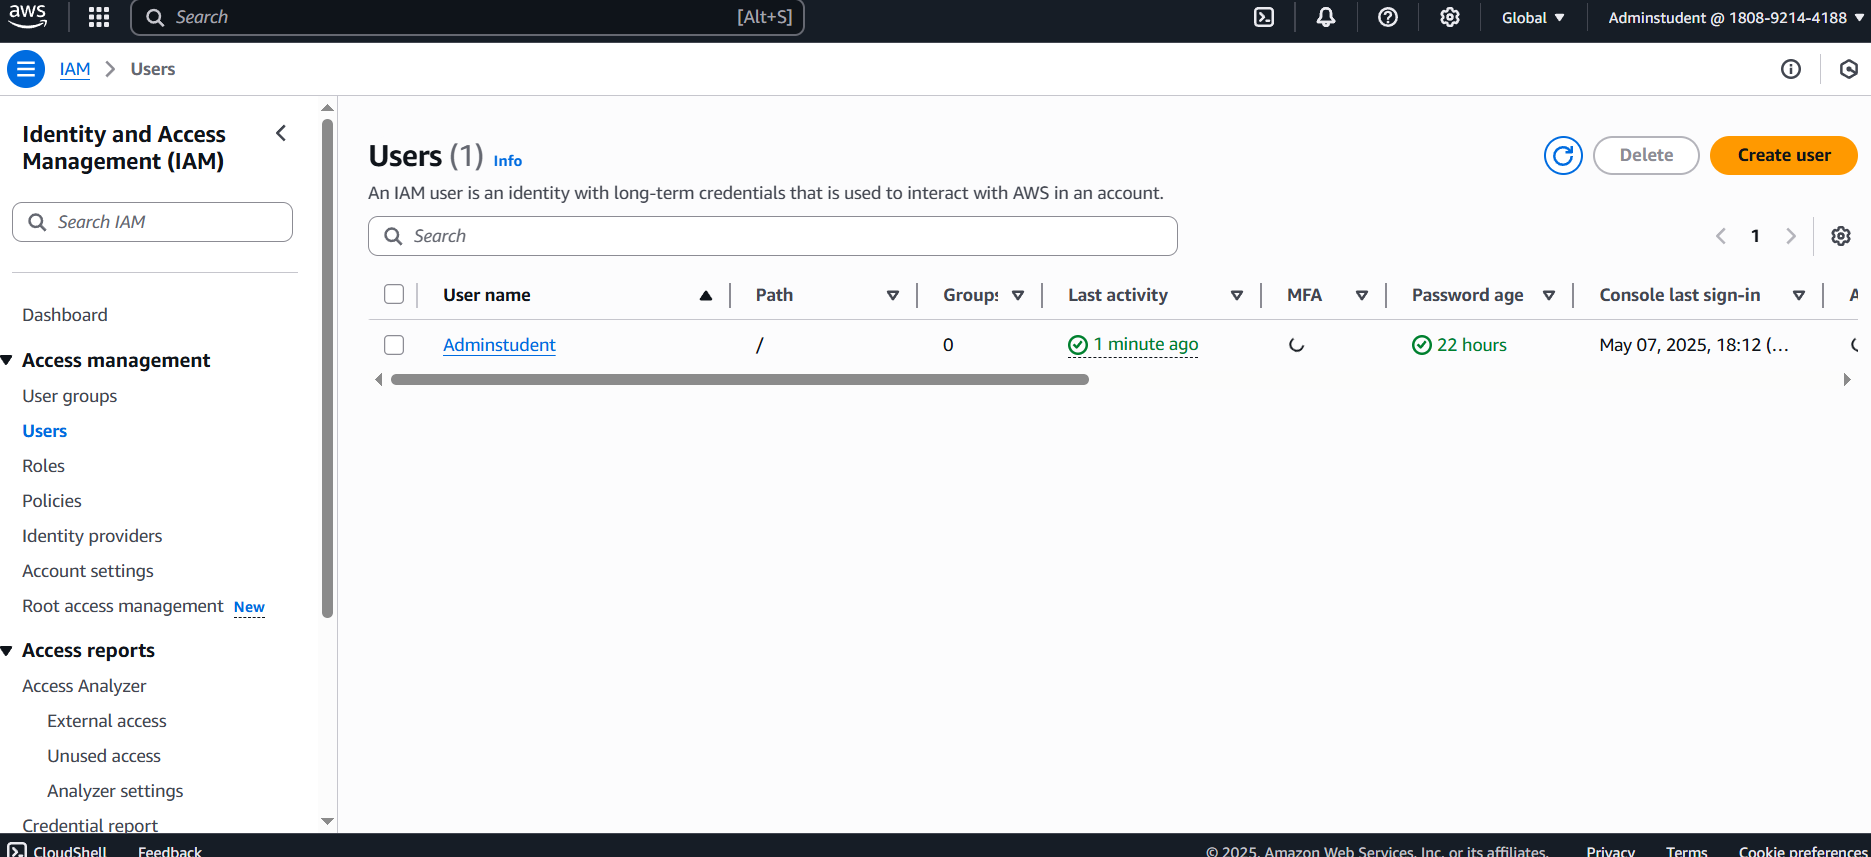 aws
Search [Alt+S]
Global
Adminstudent @ 1808-9214-4188
IAM
Users
Identity and Access
Management (IAM)
Search IAM
Dashboard
Access management
User groups
Users
Roles
Policies
Identity providers
Account settings
Root access management New
Access reports
Access Analyzer
External access
Unused access
Analyzer settings
Credential report
Users (1) Info
An IAM user is an identity with long-term credentials that is used to interact with AWS in an account.
Delete
Create user
Search
1
User name Path Groups Last activity MFA Password age Console last sign-in A
Adminstudent / 0 1 minute ago 22 hours May 07, 2025, 18:12 (…
CloudShell Feedback © 2025, Amazon Web Services, Inc. or its affiliates. Privacy Terms Cookie preferences